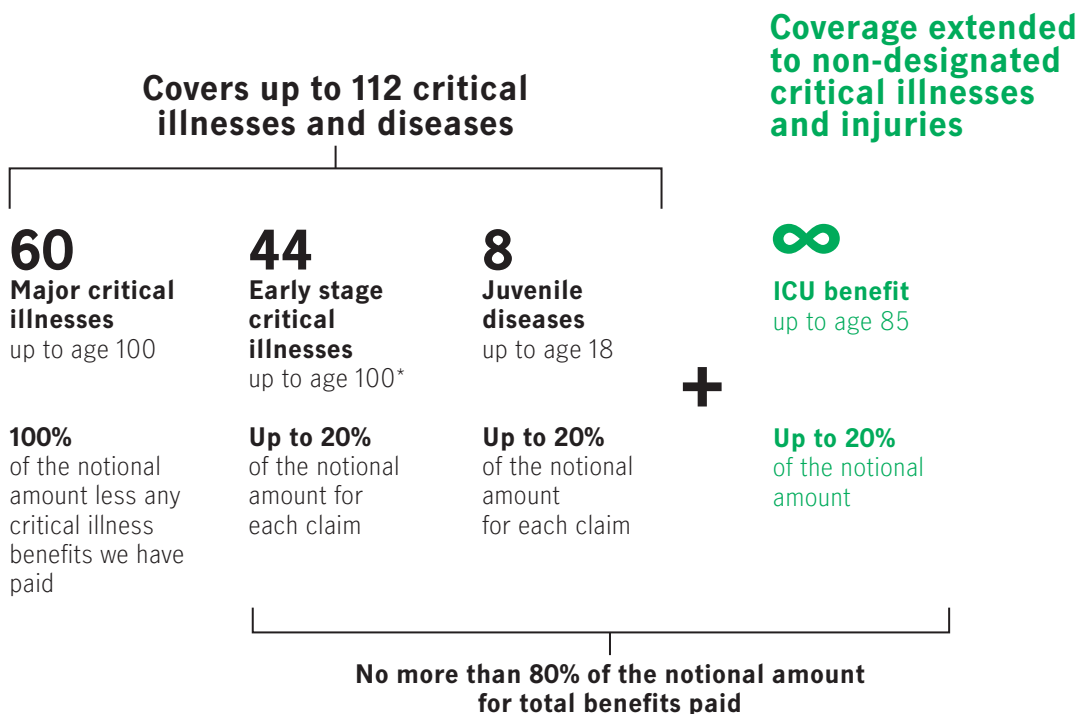 Coverage extended
to non-designated
critical illnesses
and injuries
Covers up to 112 critical
illnesses and diseases
60
Major critical
illnesses
up to age 100
100%
of the notional
amount less any
critical illness
benefits we have
paid
44
Early stage
critical
illnesses
up to age 100*
Up to 20%
of the notional
amount for
each claim
8
Juvenile
diseases
up to age 18
Up to 20%
of the notional
amount
for each claim
+
∞
ICU benefit
up to age 85
Up to 20%
of the notional
amount
No more than 80% of the notional amount
for total benefits paid